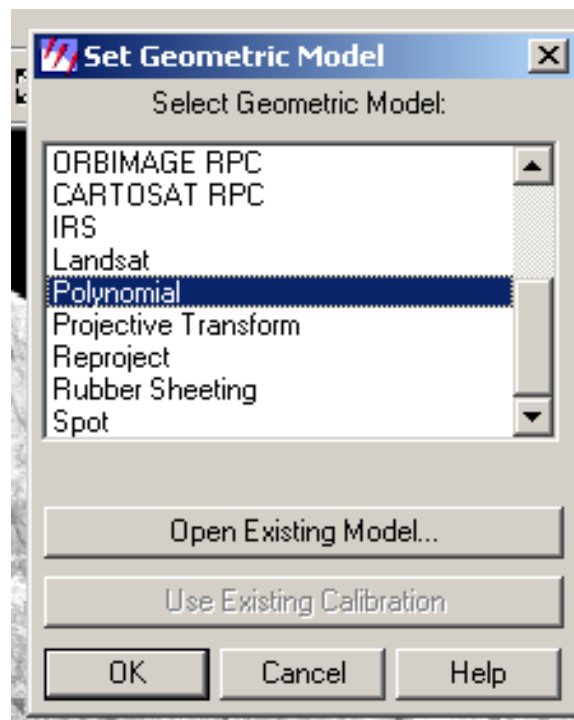 Set Geometric Model
Select Geometric Model:
ORBIMAGE RPC
CARTOSAT RPC
IRS
Landsat
Polynomial
Projective Transform
Reproject
Rubber Sheeting
Spot
Open Existing Model...
Use Existing Calibration
OK Cancel Help